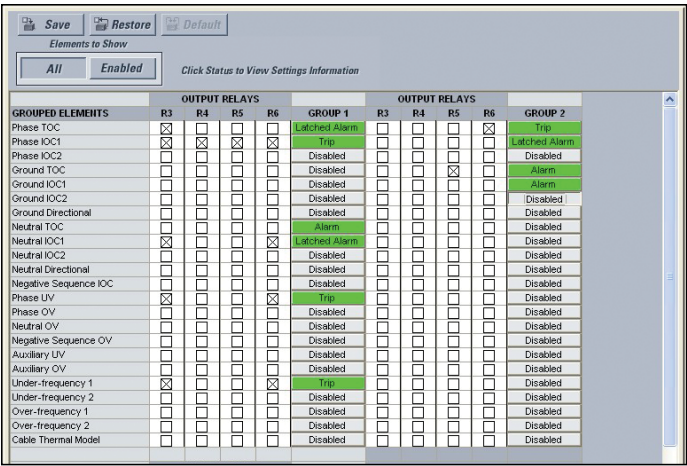 Save Restore Default
Elements to Show
All Enabled Click Status to View Settings Information
OUTPUT RELAYS OUTPUT RELAYS
GROUPED ELEMENTS R3 R4 R5 R6 GROUP 1 R3 R4 R5 R6 GROUP 2
Phase TOC Latched Alarm Trip
Phase IOC1 Trip Latched Alarm
Phase IOC2 Disabled Disabled
Ground TOC Disabled Alarm
Ground IOC1 Disabled Alarm
Ground IOC2 Disabled Disabled
Ground Directional Disabled Disabled
Neutral TOC Alarm Disabled
Neutral IOC1 Latched Alarm Disabled
Neutral IOC2 Disabled Disabled
Neutral Directional Disabled Disabled
Negative Sequence IOC Disabled Disabled
Phase UV Trip Disabled
Phase OV Disabled Disabled
Neutral OV Disabled Disabled
Negative Sequence OV Disabled Disabled
Auxiliary UV Disabled Disabled
Auxiliary OV Disabled Disabled
Under-frequency 1 Trip Disabled
Under-frequency 2 Disabled Disabled
Over-frequency 1 Disabled Disabled
Over-frequency 2 Disabled Disabled
Cable Thermal Model Disabled Disabled